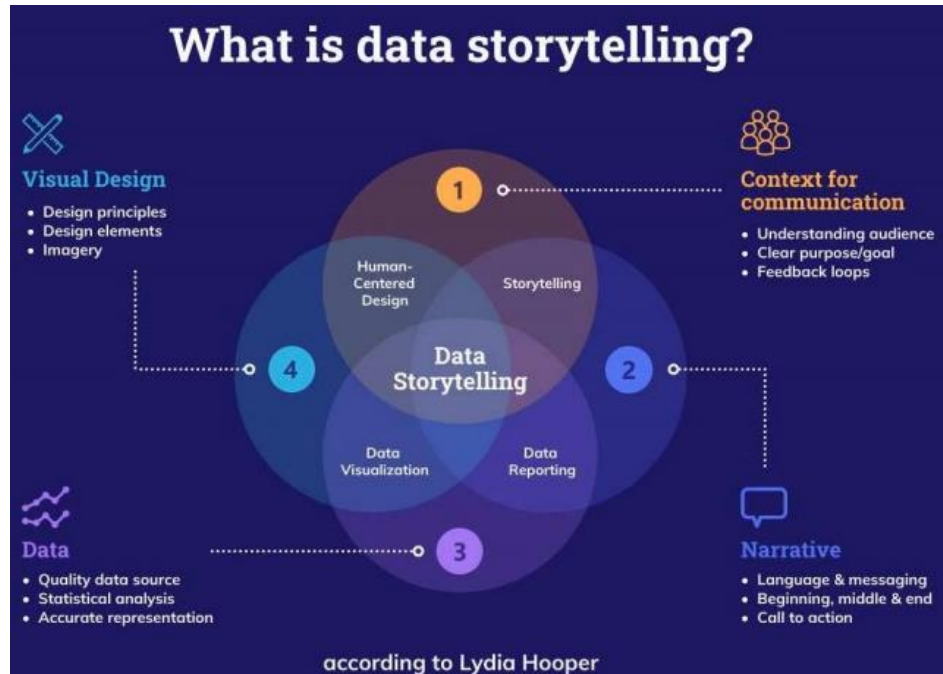 What is data storytelling?
Visual Design
• Design principles
• Design elements
• Imagery
1
Context for
communication
• Understanding audience
• Clear purpose/goal
• Feedback loops
Human-
Centered
Design
Storytelling
4
Data
Storytelling
2
Data
Visualization
Data
Reporting
Data
• Quality data source
• Statistical analysis
• Accurate representation
3
Narrative
• Language & messaging
• Beginning, middle & end
• Call to action
according to Lydia Hooper